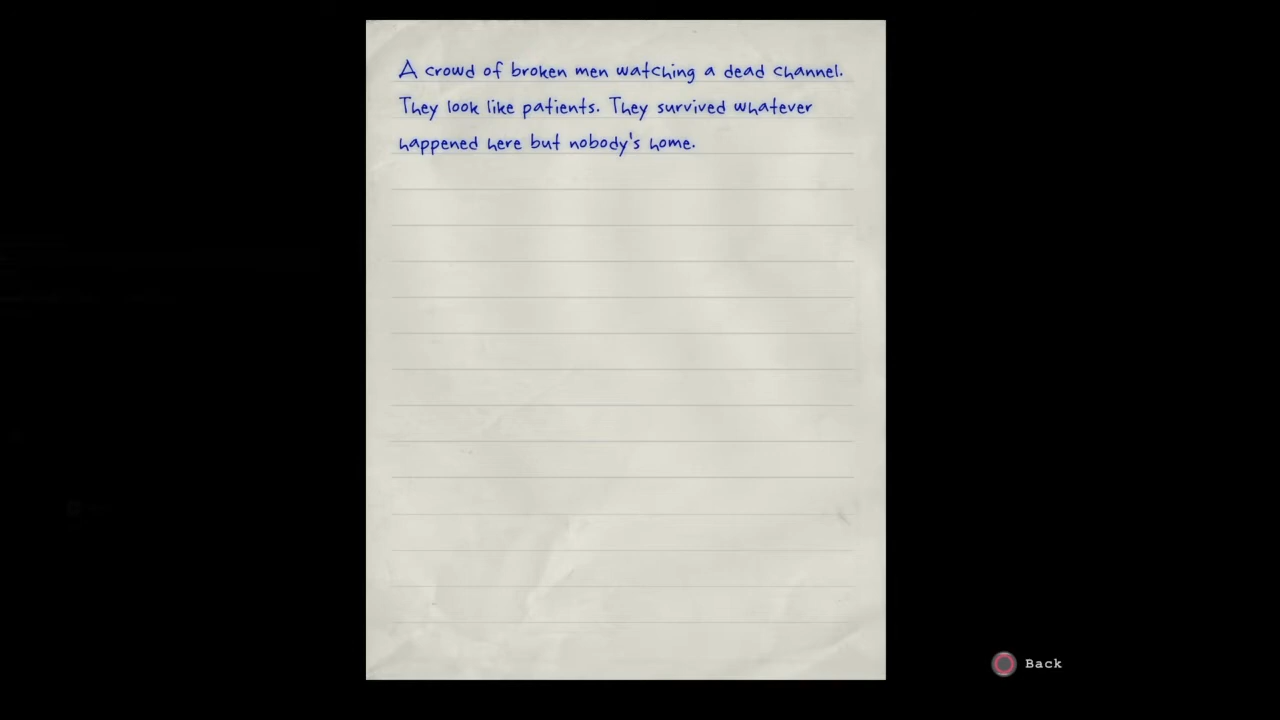 A crowd of broken men watching a dead channel.
They look like patients. They survived whatever
happened here but nobody's home.
Back